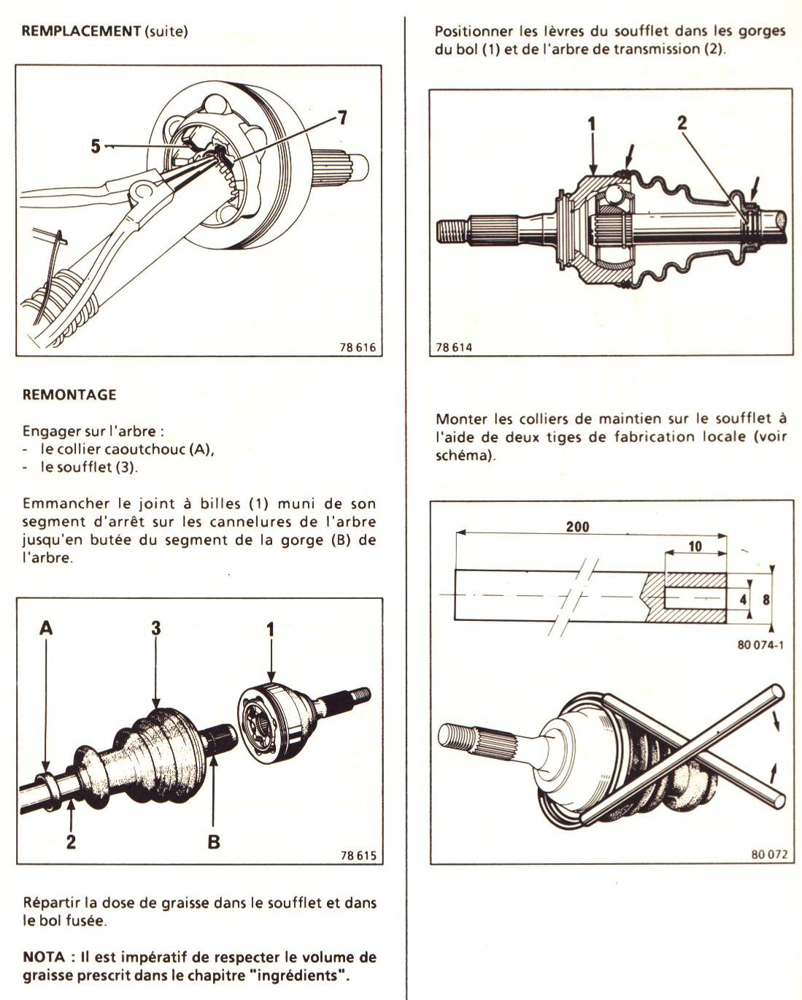 REMPLACEMENT (suite)
5
7
78 616
REMONTAGE
Engager sur l'arbre :
- le collier caoutchouc (A),
- le soufflet (3).
Emmancher le joint à billes (1) muni de son
segment d'arrêt sur les cannelures de l'arbre
jusqu'en butée du segment de la gorge (B) de
l'arbre.
A
3
1
2
B
78 615
Répartir la dose de graisse dans le soufflet et dans
le bol fusée.
NOTA : Il est impératif de respecter le volume de
graisse prescrit dans le chapitre "ingrédients".
Positionner les lèvres du soufflet dans les gorges
du bol (1) et de l'arbre de transmission (2).
1
2
78 614
Monter les colliers de maintien sur le soufflet à
l'aide de deux tiges de fabrication locale (voir
schéma).
200
10
4
8
80 074-1
80 072